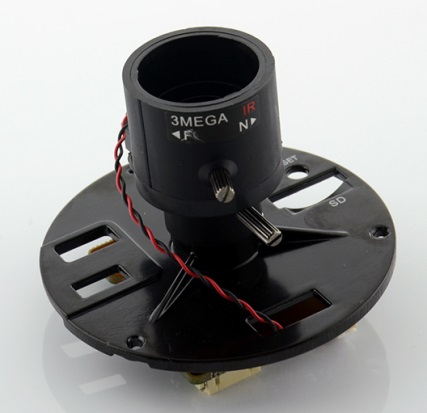 IR
3MEGA
◄F N►
SET
SD